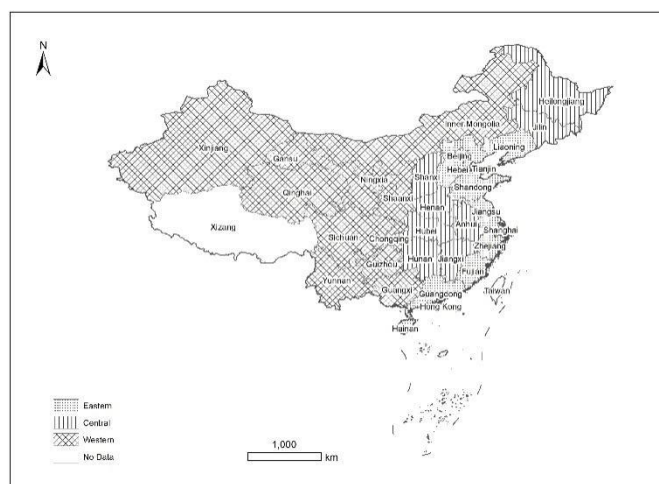 N
Heilongjiang
Jilin
Inner Mongolia
Liaoning
Xinjiang
Gansu
Beijing
Tianjin
Hebei
Ningxia
Shanxi
Qinghai
Shandong
Shaanxi
Henan
Jiangsu
Xizang
Anhui
Shanghai
Hubei
Sichuan
Chongqing
Zhejiang
Hunan
Jiangxi
Guizhou
Fujian
Yunnan
Guangxi
Guangdong
Taiwan
Hong Kong
Hainan
Eastern
Central
Western
No Data
1,000
km